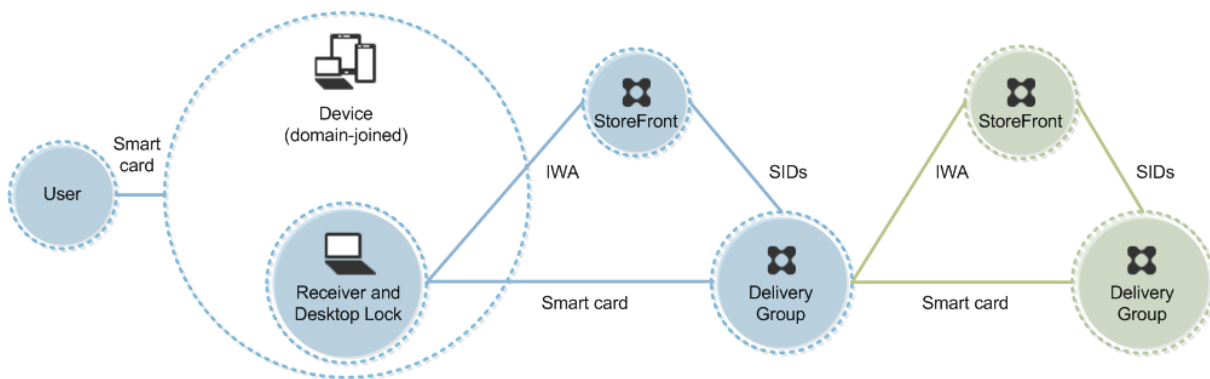 User
Smart
card
Device
(domain-joined)
Receiver and
Desktop Lock
IWA
StoreFront
SIDs
Smart card
Delivery
Group
IWA
StoreFront
SIDs
Smart card
Delivery
Group